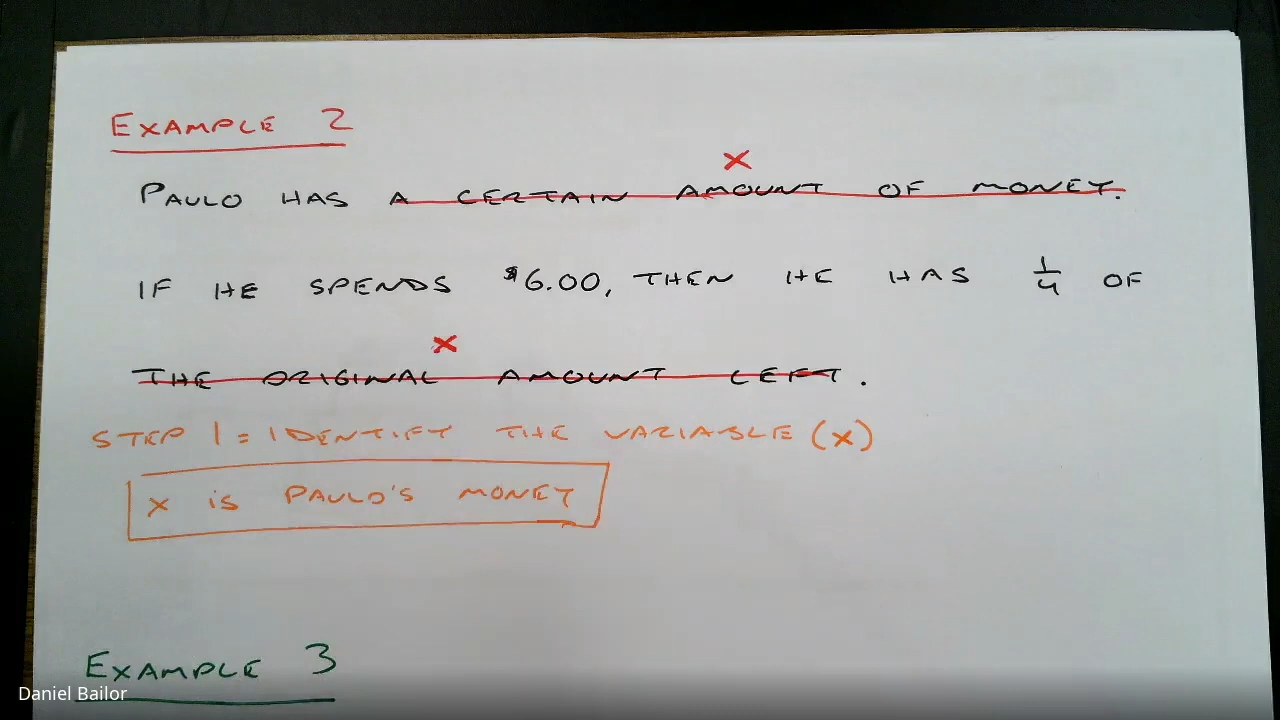 EXAMPLE 2
X
PAULO HAS A CERTAIN AMOUNT OF MONEY.
IF HE SPENDS $6.00, THEN HE HAS 1/4 OF
X
THE ORIGINAL AMOUNT LEFT.
STEP 1 = IDENTIFY THE VARIABLE (X)
X IS PAULO'S MONEY
EXAMPLE 3
Daniel Bailor